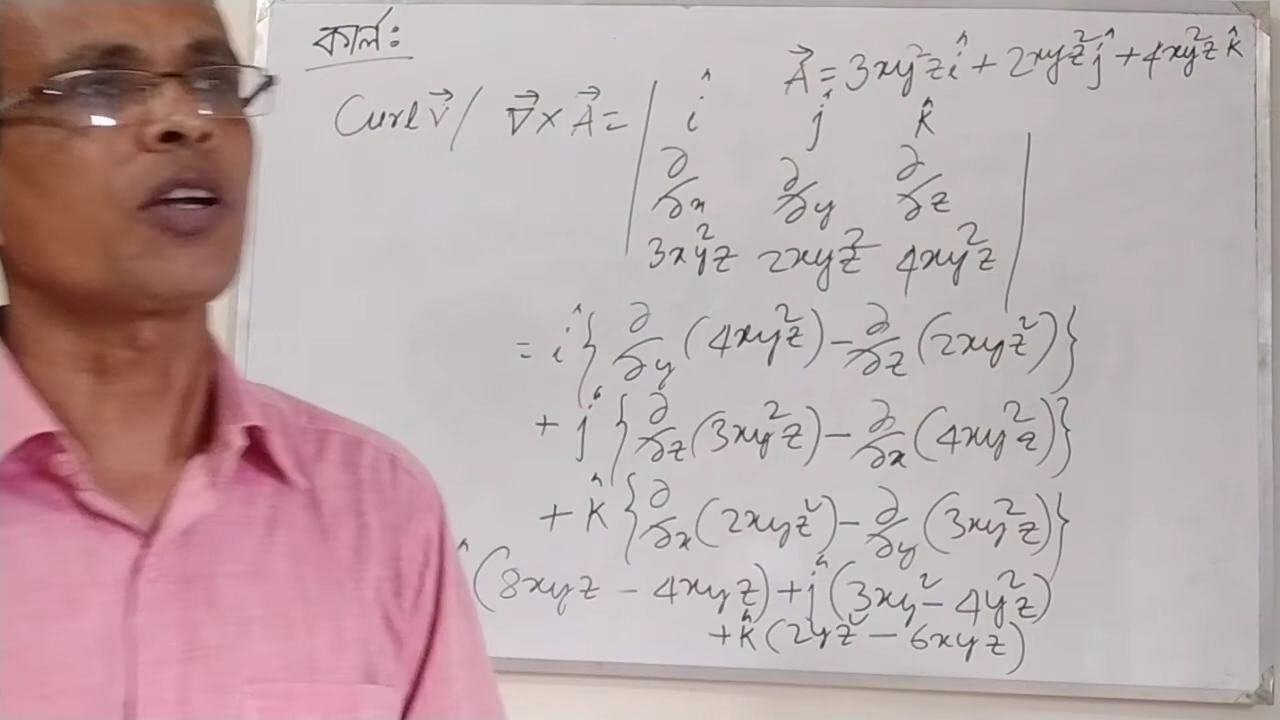 কার্ল:
A⃗ = 3xy²z î + 2xyz² ĵ + 4xy²z k̂
Curl V⃗ / ∇⃗ × A⃗ = | î ĵ k̂
∂/∂x ∂/∂y ∂/∂z
3xy²z 2xyz² 4xy²z |
= î { ∂/∂y (4xy²z) − ∂/∂z (2xyz²) }
+ ĵ { ∂/∂z (3xy²z) − ∂/∂x (4xy²z) }
+ k̂ { ∂/∂x (2xyz²) − ∂/∂y (3xy²z) }
(8xyz − 4xyz) + ĵ (3xy² − 4y²z)
+ k̂ (2yz² − 6xyz)